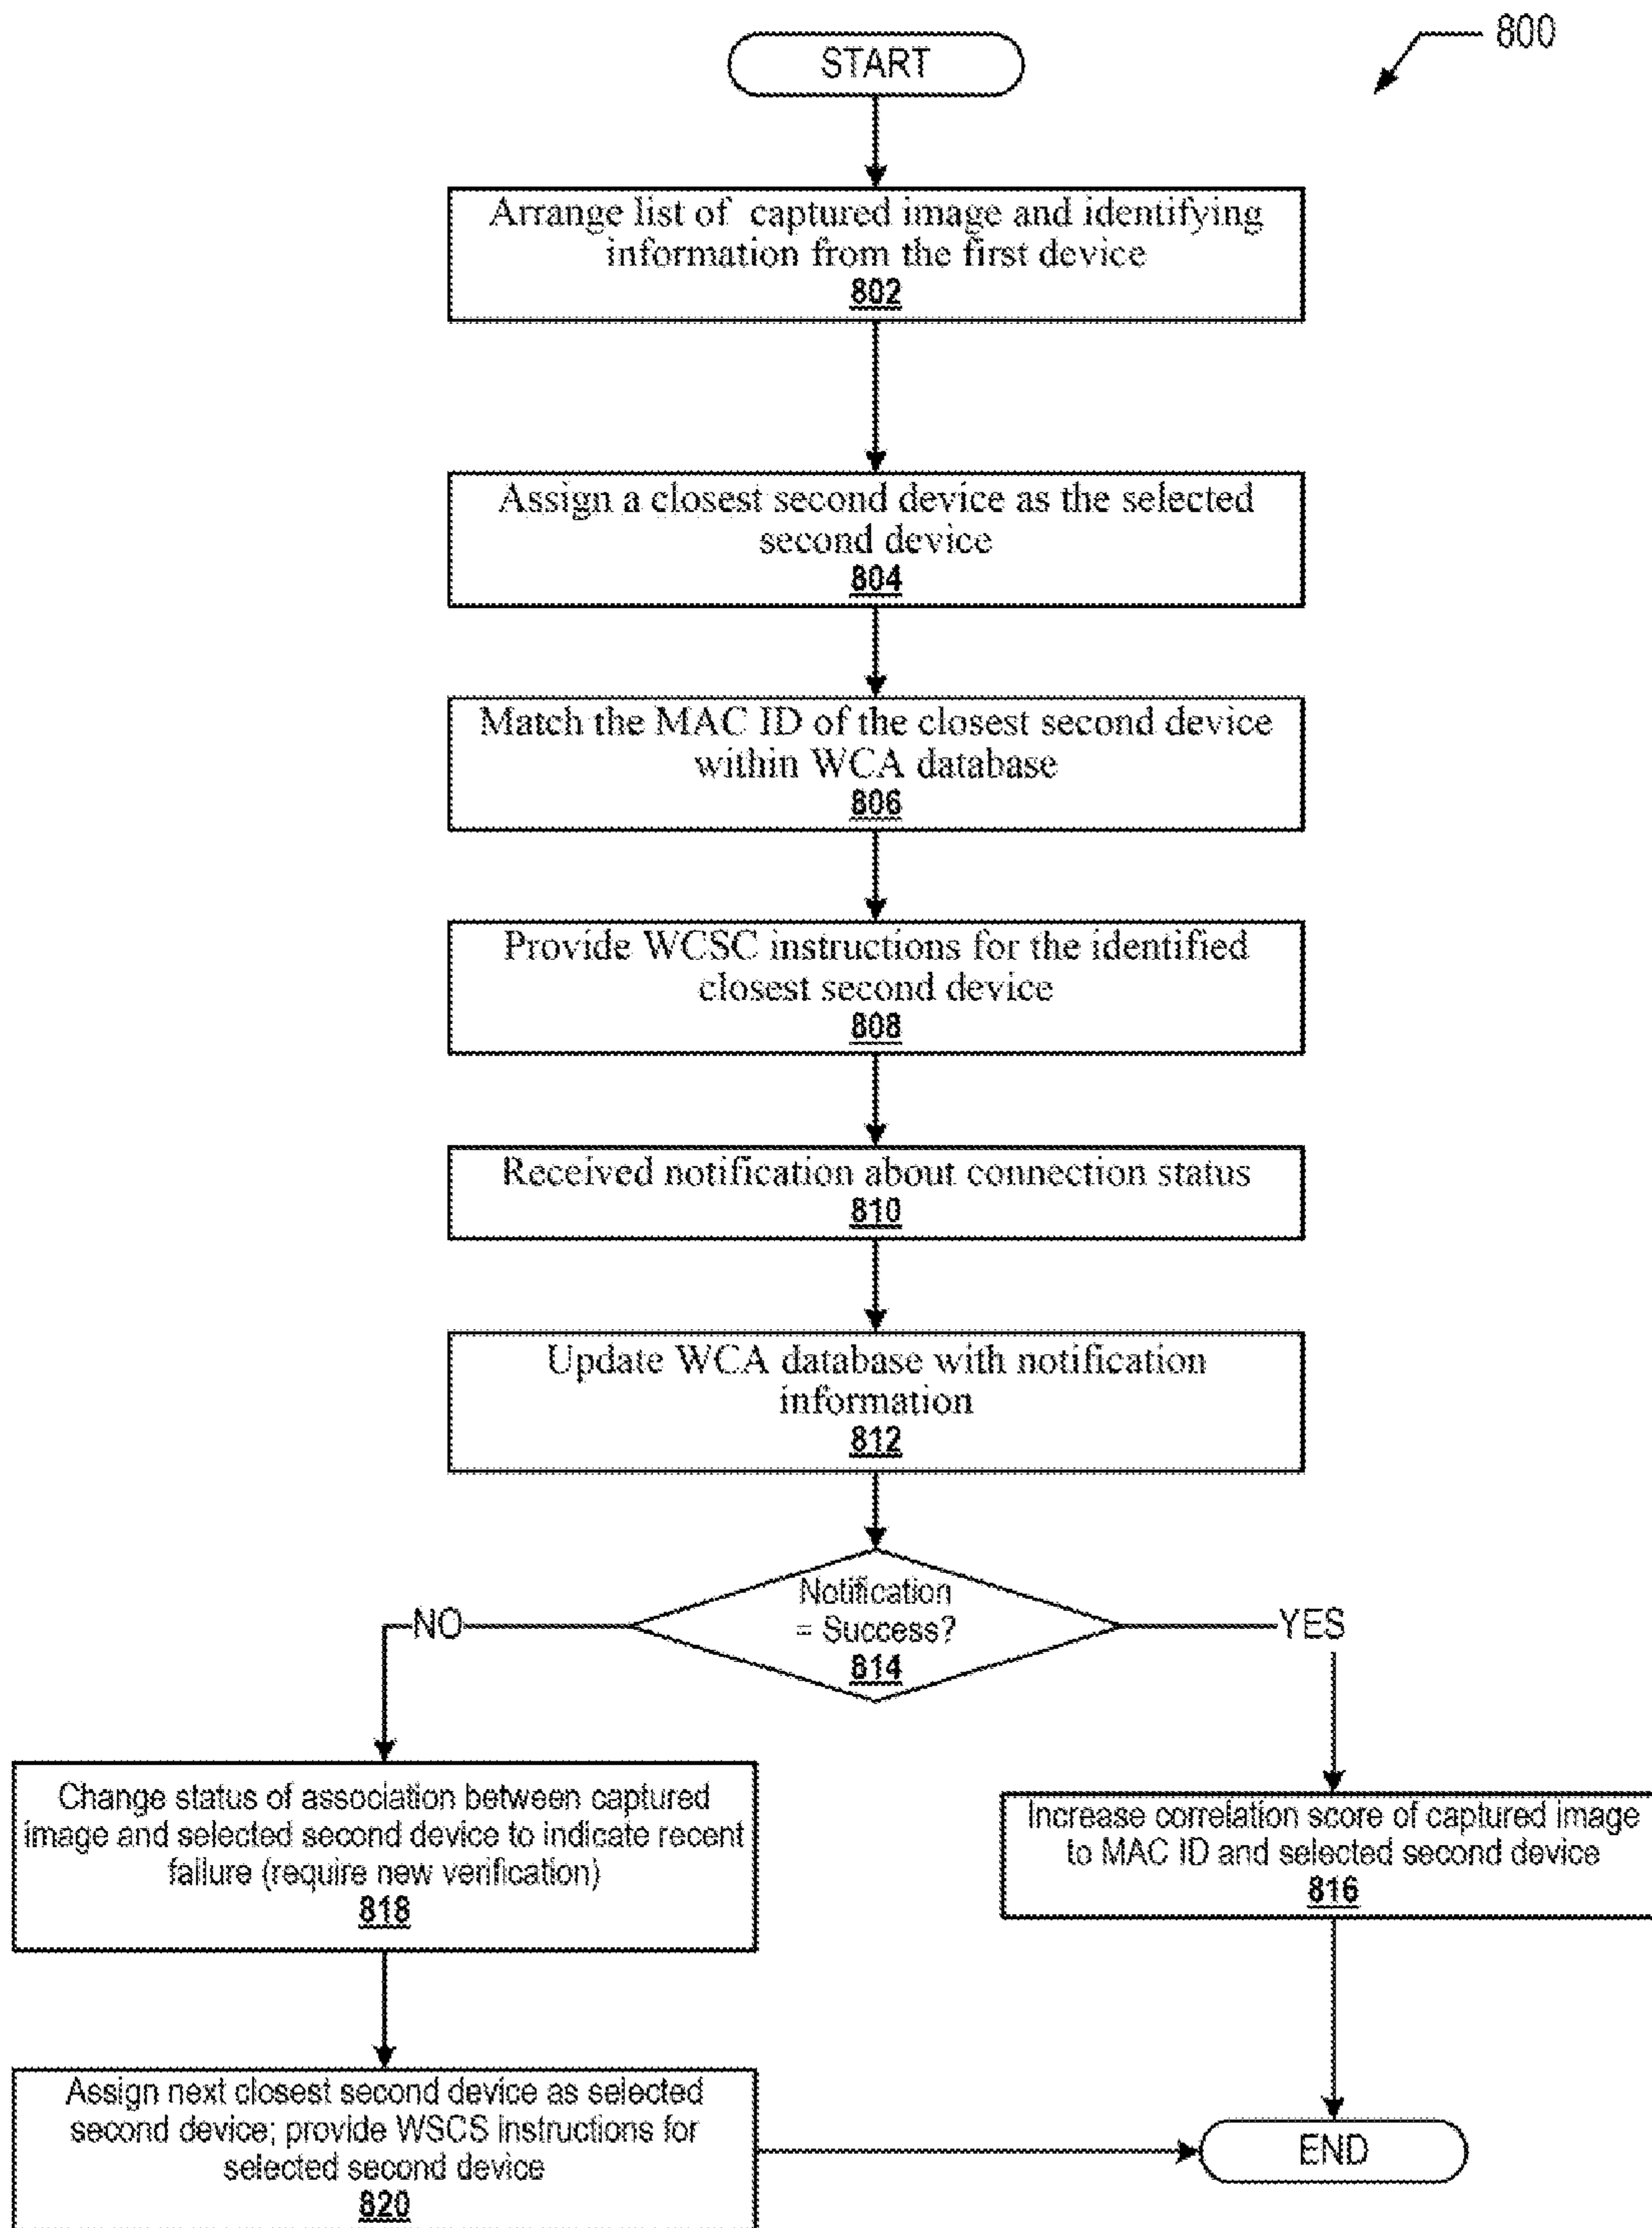 800
START
Arrange list of captured image and identifying
information from the first device
802
Assign a closest second device as the selected
second device
804
Match the MAC ID of the closest second device
within WCA database
806
Provide WCSC instructions for the identified
closest second device
808
Received notification about connection status
810
Update WCA database with notification
information
812
Notification
= Success?
814
NO
YES
Change status of association between captured
image and selected second device to indicate recent
failure (require new verification)
818
Increase correlation score of captured image
to MAC ID and selected second device
816
Assign next closest second device as selected
second device; provide WSCS instructions for
selected second device
820
END